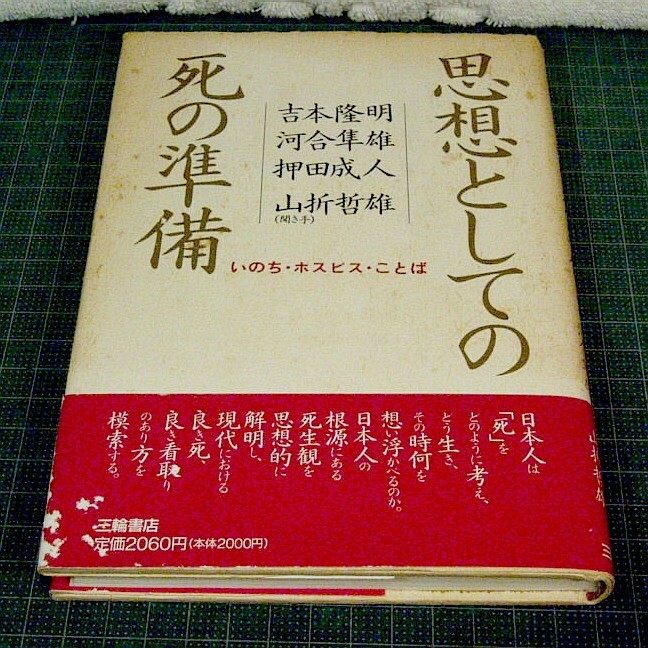 思想としての
死の準備
吉本隆明
河合隼雄
押田成人
山折哲雄
(聞き手)
いのち・ホスピス・ことば
日本人は
「死」を
どのように考え、
どう生き、
その時何を
想い浮かべるのか。
日本人の
根源にある
死生観を
思想的に
解明し、
現代における
良き死、
良き看取り
のあり方を
模索する。
三輪書店
定価2060円(本体2000円)
山折哲雄
三